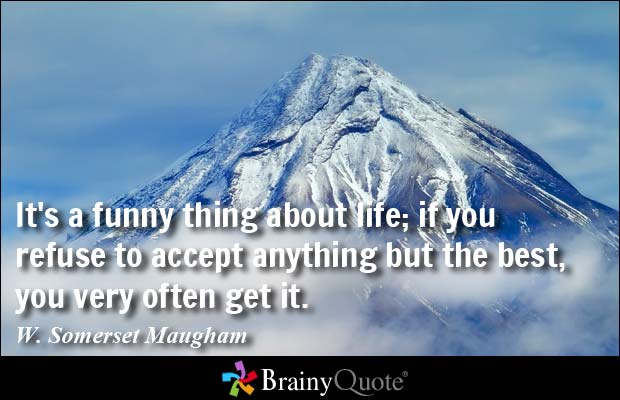 It's a funny thing about life; if you
refuse to accept anything but the best,
you very often get it.
W. Somerset Maugham
BrainyQuote®